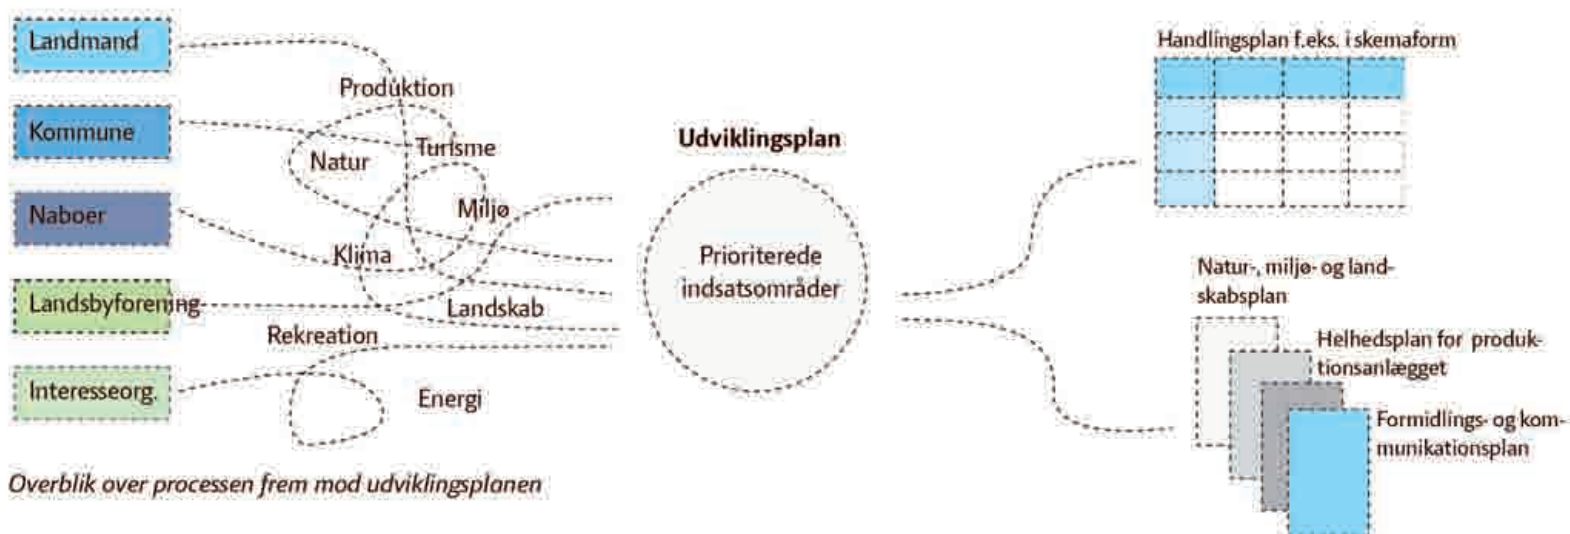 Landmand
Kommune
Naboer
Landsbyforening
Interesseorg.
Produktion
Turisme
Natur
Miljø
Klima
Landskab
Rekreation
Energi
Udviklingsplan
Prioriterede
indsatsområder
Handlingsplan f.eks. i skemaform
Natur-, miljø- og land-
skabsplan
Helhedsplan for produk-
tionsanlægget
Formidlings- og kom-
munikationsplan
Overblik over processen frem mod udviklingsplanen